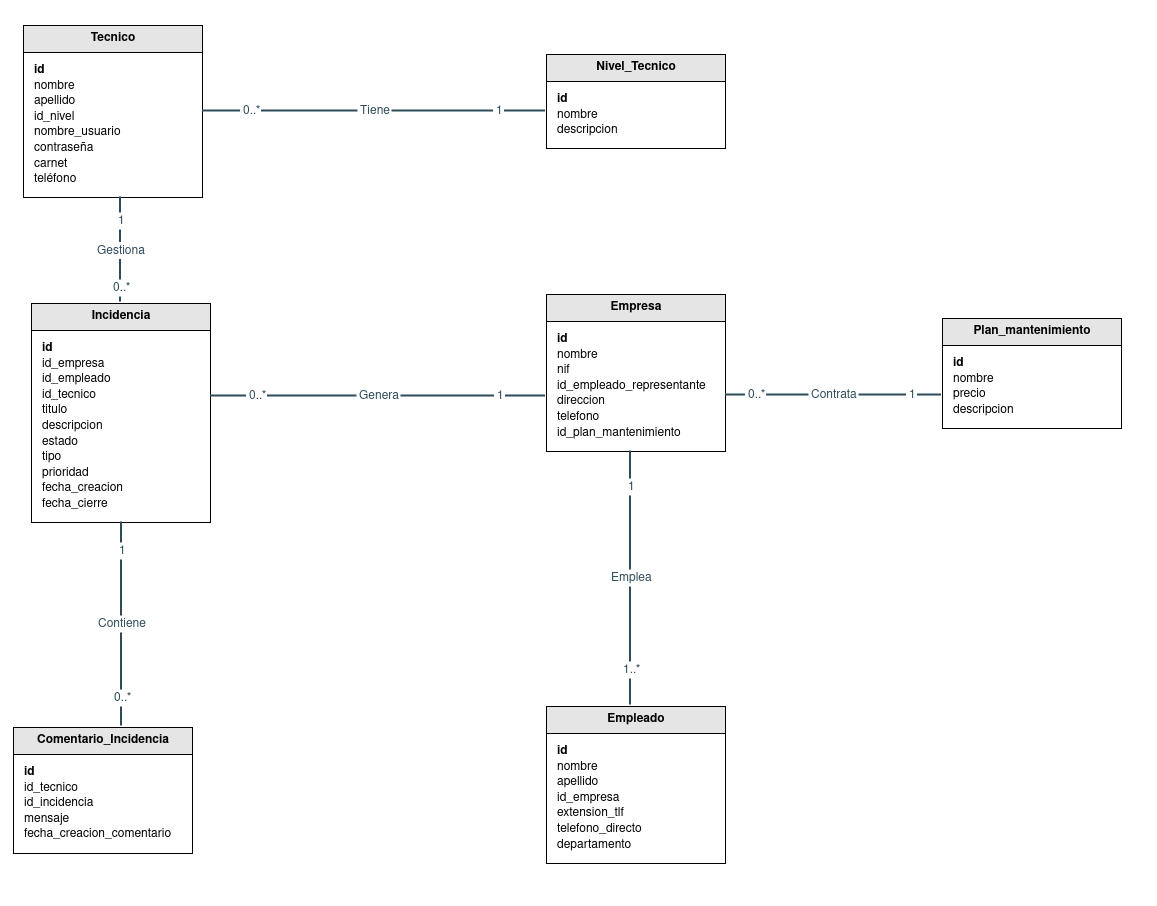 Tecnico
id
nombre
apellido
id_nivel
nombre_usuario
contraseña
carnet
teléfono
0..*
Tiene
1
Nivel_Tecnico
id
nombre
descripcion
1
Gestiona
0..*
Incidencia
id
id_empresa
id_empleado
id_tecnico
titulo
descripcion
estado
tipo
prioridad
fecha_creacion
fecha_cierre
0..*
Genera
1
Empresa
id
nombre
nif
id_empleado_representante
direccion
telefono
id_plan_mantenimiento
0..*
Contrata
1
Plan_mantenimiento
id
nombre
precio
descripcion
1
Contiene
0..*
1
Emplea
1..*
Comentario_Incidencia
id
id_tecnico
id_incidencia
mensaje
fecha_creacion_comentario
Empleado
id
nombre
apellido
id_empresa
extension_tlf
telefono_directo
departamento